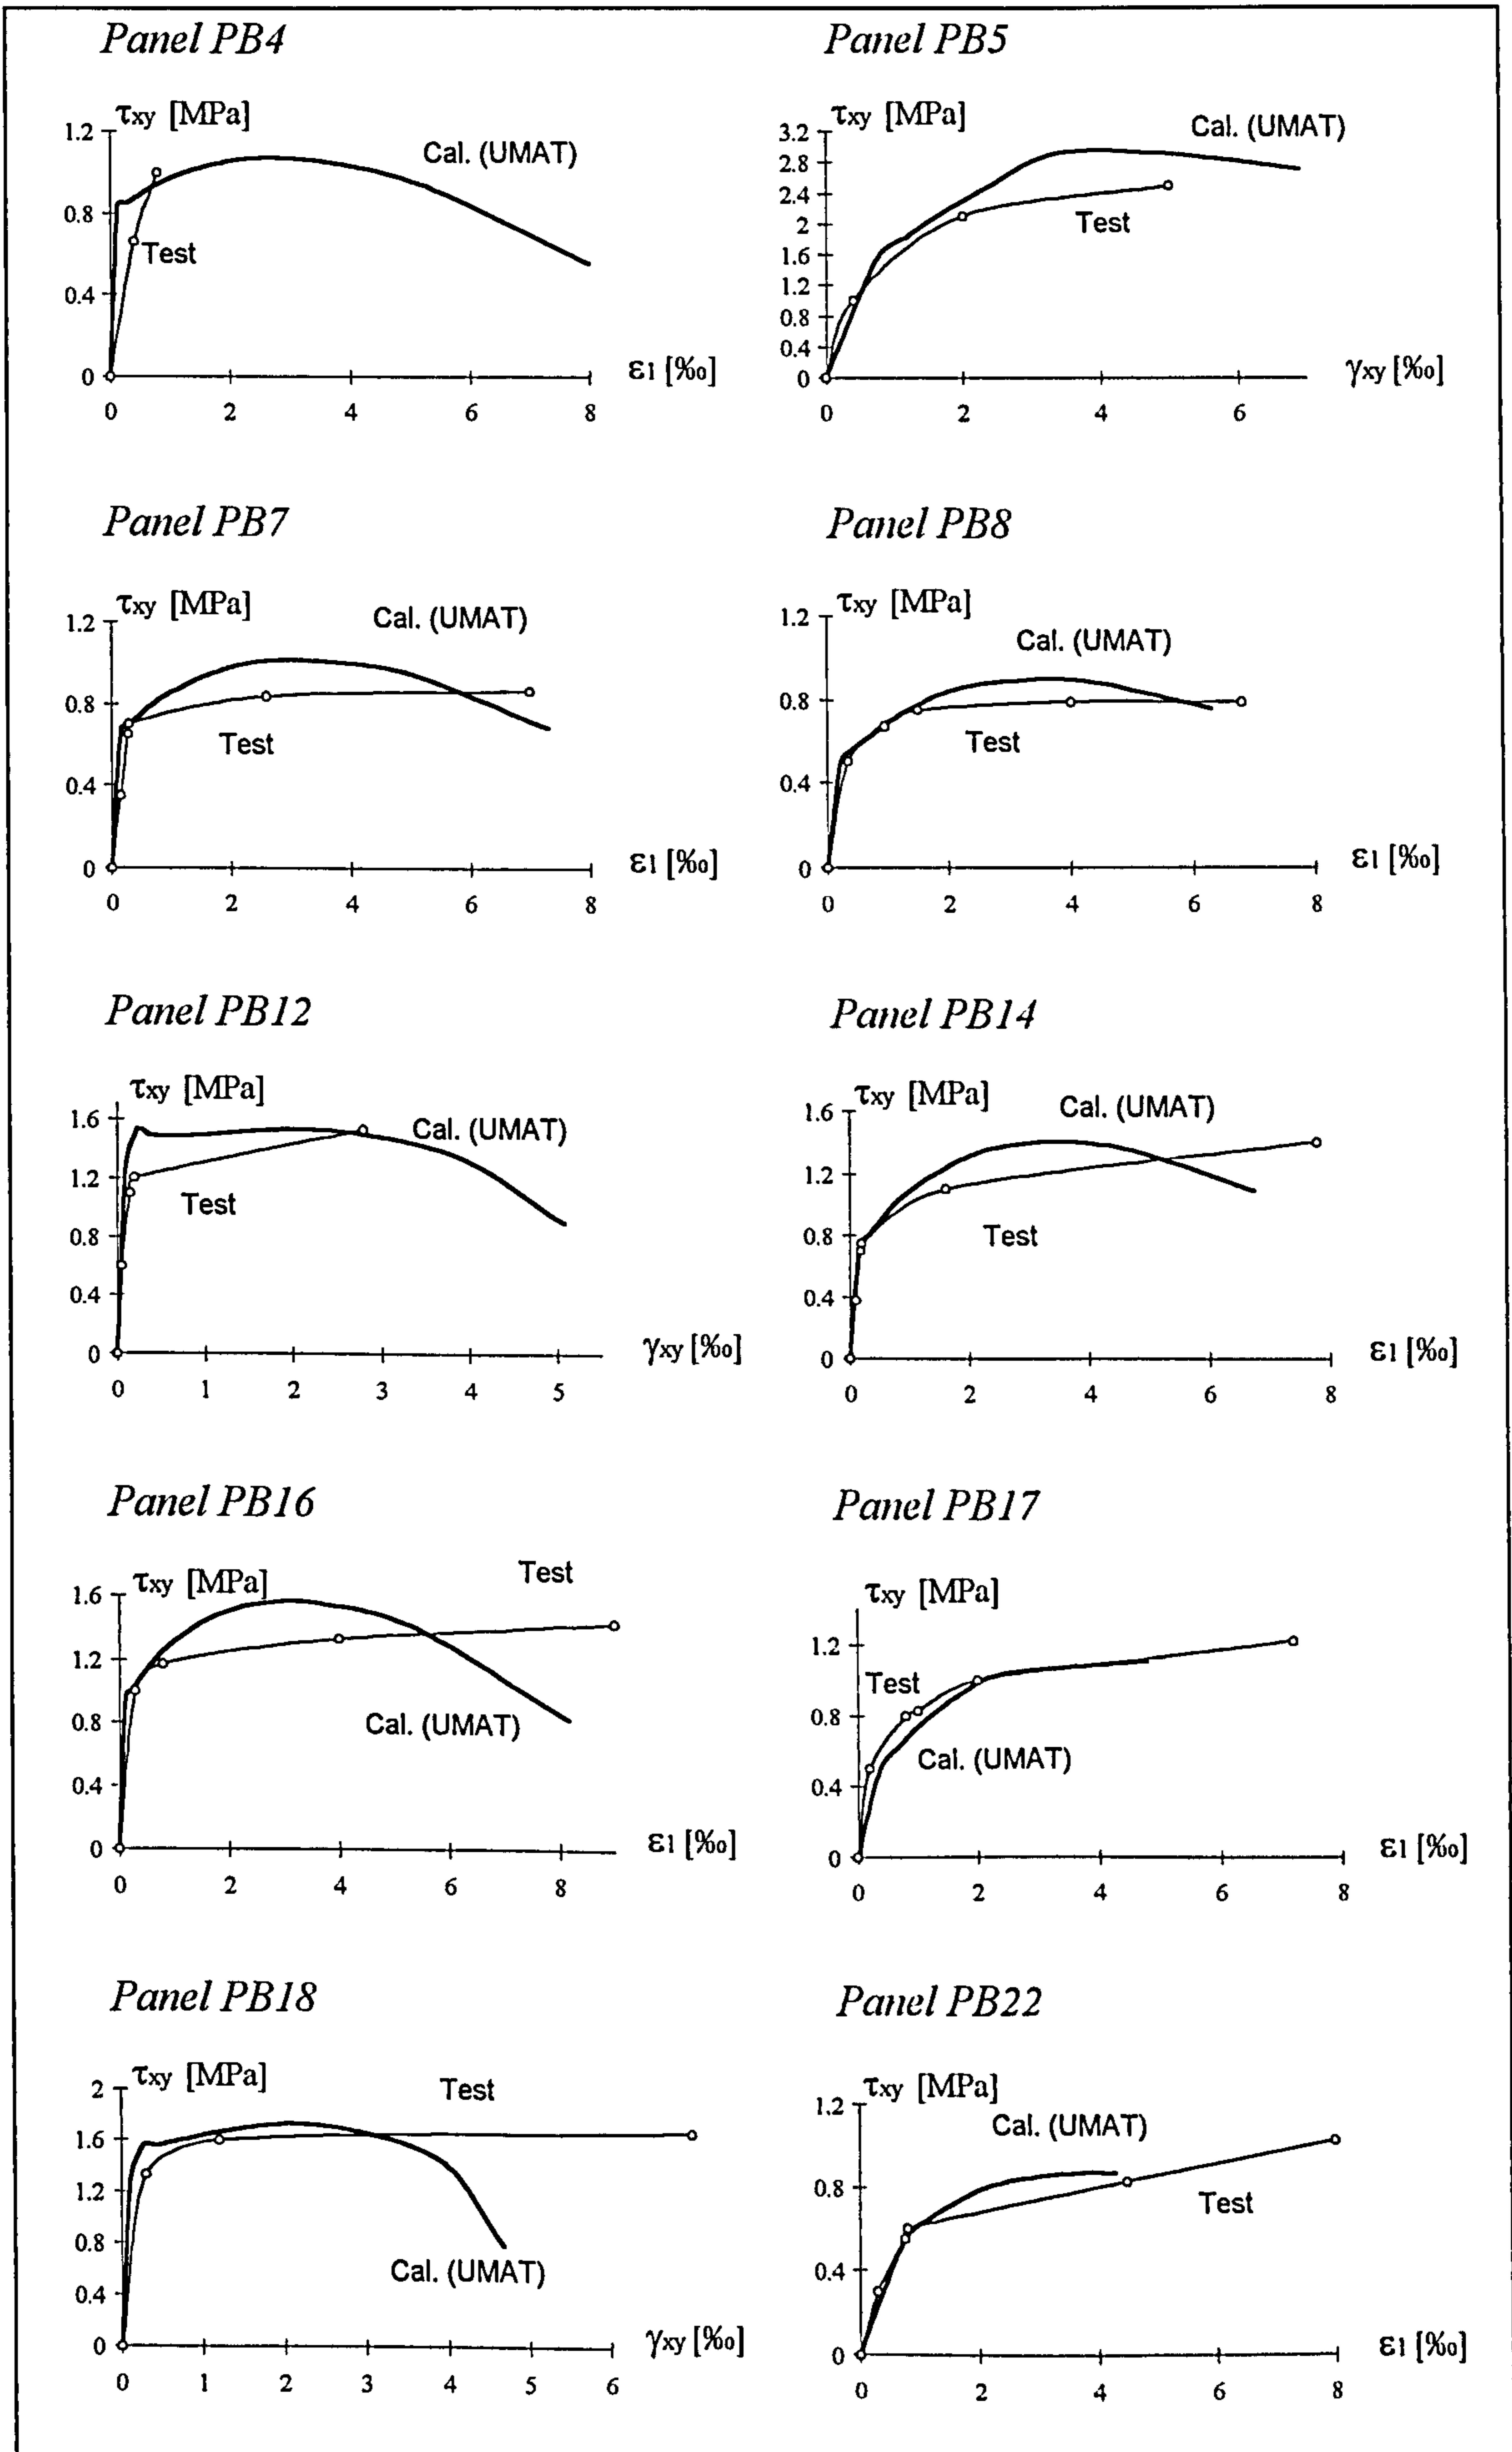 Panel PB4
τxy [MPa]
Cal. (UMAT)
1.2
0.8
Test
0.4
0
ε1 [‰]
0 2 4 6 8
Panel PB5
τxy [MPa]
Cal. (UMAT)
3.2
2.8
2.4
Test
2
1.6
1.2
0.8
0.4
0
γxy [‰]
0 2 4 6
Panel PB7
τxy [MPa]
Cal. (UMAT)
1.2
0.8
Test
0.4
0
ε1 [‰]
0 2 4 6 8
Panel PB8
τxy [MPa]
1.2
Cal. (UMAT)
0.8
Test
0.4
0
ε1 [‰]
0 2 4 6 8
Panel PB12
τxy [MPa]
1.6
Cal. (UMAT)
1.2
Test
0.8
0.4
0
γxy [‰]
0 1 2 3 4 5
Panel PB14
τxy [MPa]
Cal. (UMAT)
1.6
1.2
0.8
Test
0.4
0
ε1 [‰]
0 2 4 6 8
Panel PB16
Test
τxy [MPa]
1.6
1.2
0.8
Cal. (UMAT)
0.4
0
ε1 [‰]
0 2 4 6 8
Panel PB17
τxy [MPa]
1.2
Test
0.8
Cal. (UMAT)
0.4
0
ε1 [‰]
0 2 4 6 8
Panel PB18
τxy [MPa]
Test
2
1.6
1.2
0.8
Cal. (UMAT)
0.4
0
γxy [‰]
0 1 2 3 4 5 6
Panel PB22
τxy [MPa]
1.2
Cal. (UMAT)
0.8
Test
0.4
0
ε1 [‰]
0 2 4 6 8